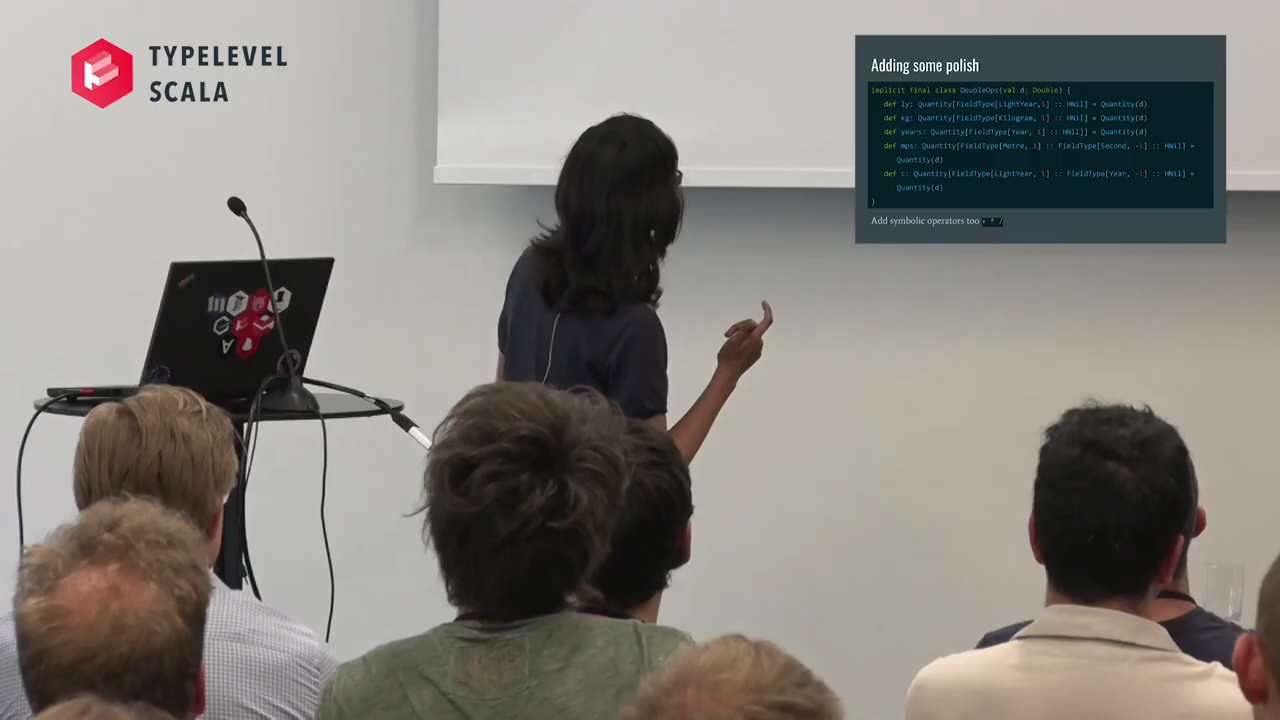 TYPELEVEL
SCALA
Adding some polish
implicit final class DoubleOps(val d: Double) {
def ly: Quantity[FieldType[LightYear,1] :: HNil] = Quantity(d)
def kg: Quantity[FieldType[Kilogram, 1] :: HNil] = Quantity(d)
def years: Quantity[FieldType[Year, 1] :: HNil]] = Quantity(d)
def mps: Quantity[FieldType[Metre, 1] :: FieldType[Second, -1] :: HNil] =
Quantity(d)
def c: Quantity[FieldType[LightYear, 1] :: FieldType[Year, -1] :: HNil] =
Quantity(d)
}
Add symbolic operators too + * /